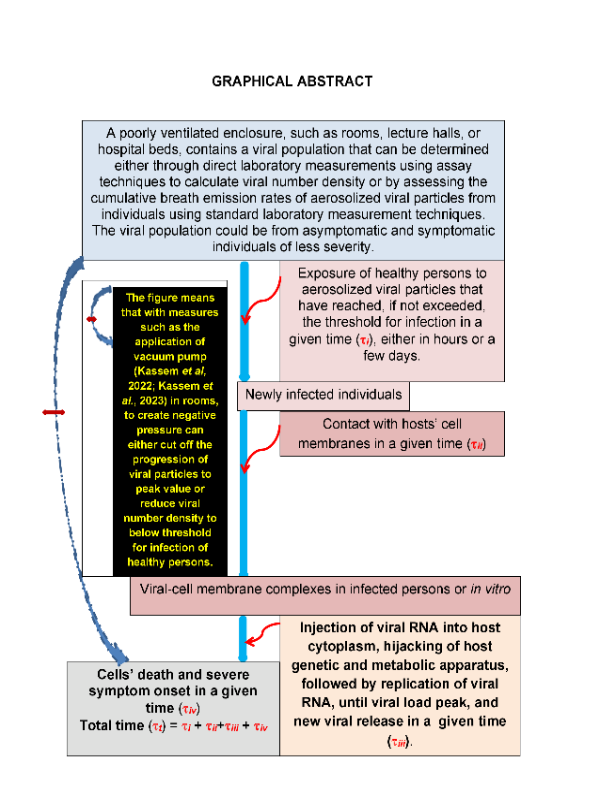 GRAPHICAL ABSTRACT
A poorly ventilated enclosure, such as rooms, lecture halls, or
hospital beds, contains a viral population that can be determined
either through direct laboratory measurements using assay
techniques to calculate viral number density or by assessing the
cumulative breath emission rates of aerosolized viral particles from
individuals using standard laboratory measurement techniques.
The viral population could be from asymptomatic and symptomatic
individuals of less severity.
Exposure of healthy persons to
aerosolized viral particles that
have reached, if not exceeded,
the threshold for infection in a
given time (τi), either in hours or a
few days.
The figure means
that with measures
such as the
application of
vacuum pump
(Kassem et al,
2022; Kassem et
al., 2023) in rooms,
to create negative
pressure can
either cut off the
progression of
viral particles to
peak value or
reduce viral
number density to
below threshold
for infection of
healthy persons.
Newly infected individuals
Contact with hosts' cell
membranes in a given time (τii)
Viral-cell membrane complexes in infected persons or in vitro
Injection of viral RNA into host
cytoplasm, hijacking of host
genetic and metabolic apparatus,
followed by replication of viral
RNA, until viral load peak, and
new viral release in a given time
(τiii).
Cells' death and severe
symptom onset in a given
time (τiv)
Total time (τt) = τi + τii+τiii + τiv